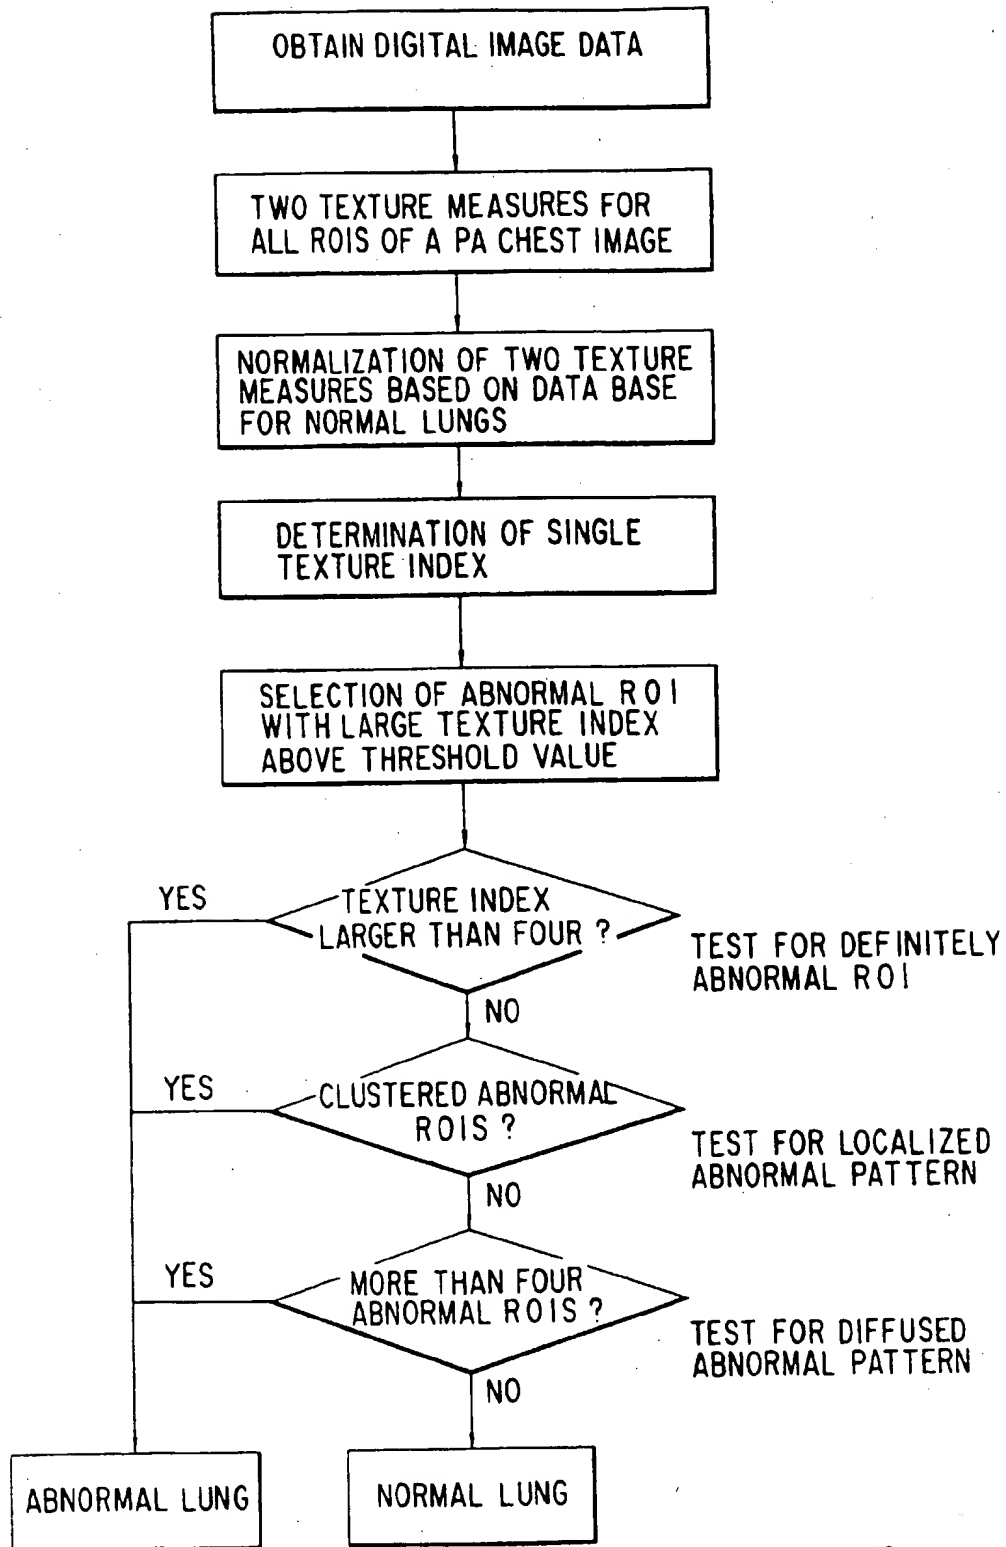 OBTAIN DIGITAL IMAGE DATA
TWO TEXTURE MEASURES FOR
ALL ROIS OF A PA CHEST IMAGE
NORMALIZATION OF TWO TEXTURE
MEASURES BASED ON DATA BASE
FOR NORMAL LUNGS
DETERMINATION OF SINGLE
TEXTURE INDEX
SELECTION OF ABNORMAL ROI
WITH LARGE TEXTURE INDEX
ABOVE THRESHOLD VALUE
YES
TEXTURE INDEX
LARGER THAN FOUR ?
TEST FOR DEFINITELY
ABNORMAL ROI
NO
YES
CLUSTERED ABNORMAL
ROIS ?
TEST FOR LOCALIZED
ABNORMAL PATTERN
NO
YES
MORE THAN FOUR
ABNORMAL ROIS ?
TEST FOR DIFFUSED
ABNORMAL PATTERN
NO
ABNORMAL LUNG
NORMAL LUNG